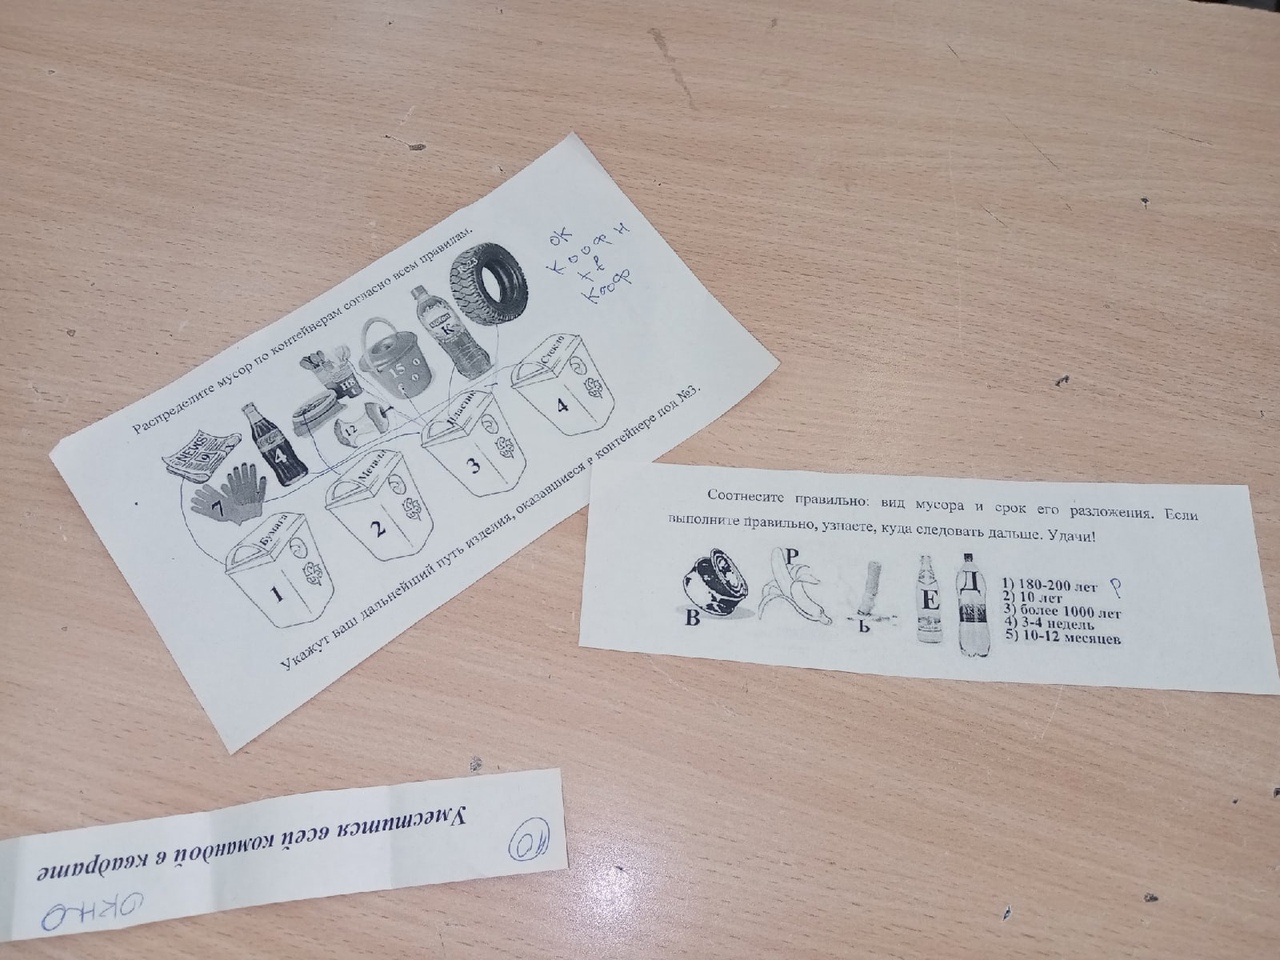 Распределите мусор по контейнерам согласно всем правилам.
ОК
КООФ Н
КООФ
NEWS
7
4
12
15
К
Бумага
1
Металл
2
Пластик
3
Стекло
4
Укажут ваш дальнейший путь изделия, оказавшиеся в контейнере под №3.
Соотнесите правильно: вид мусора и срок его разложения. Если
выполните правильно, узнаете, куда следовать дальше. Удачи!
В
Р
Ь
Е
Д
1) 180-200 лет Р
2) 10 лет
3) более 1000 лет
4) 3-4 недель
5) 10-12 месяцев
10
Уместится всей командой в квадрате
ОКНО